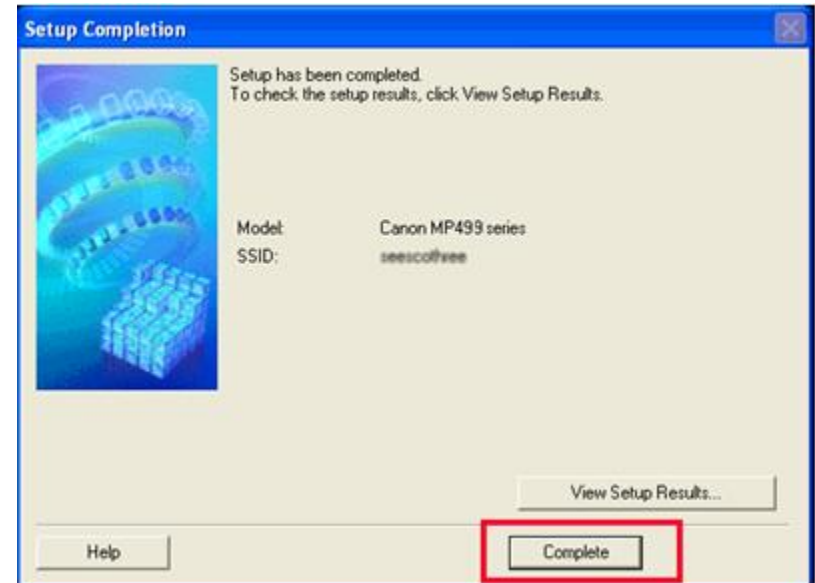 Setup Completion
Setup has been completed.
To check the setup results, click View Setup Results.
Model: Canon MP499 series
SSID:
View Setup Results...
Help Complete